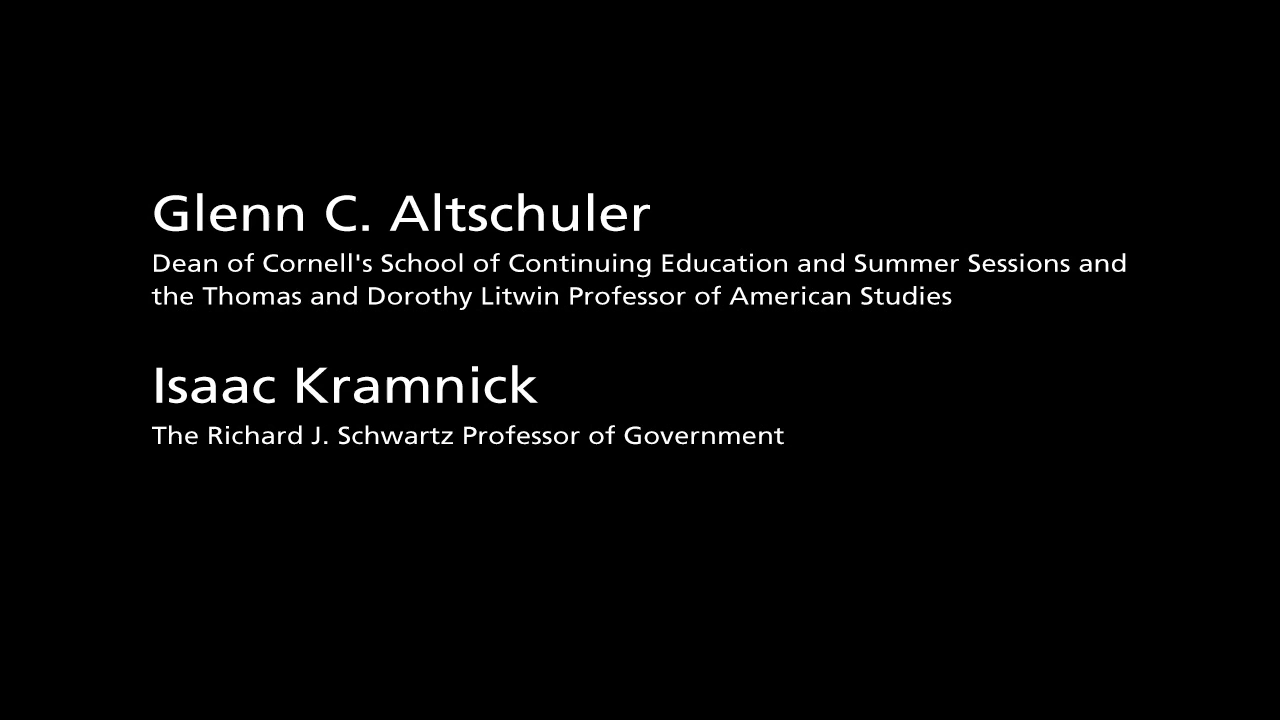 Glenn C. Altschuler
Dean of Cornell's School of Continuing Education and Summer Sessions and
the Thomas and Dorothy Litwin Professor of American Studies
Isaac Kramnick
The Richard J. Schwartz Professor of Government